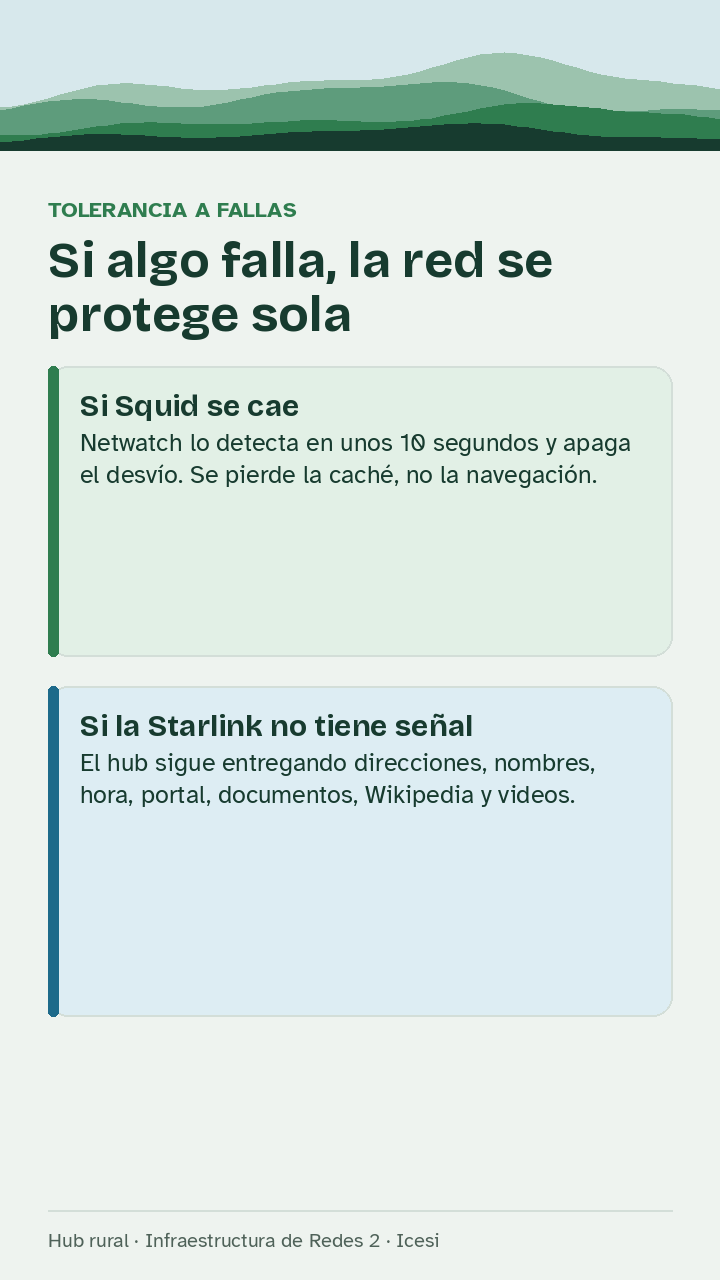 TOLERANCIA A FALLAS
Si algo falla, la red se
protege sola
Si Squid se cae
Netwatch lo detecta en unos 10 segundos y apaga
el desvío. Se pierde la caché, no la navegación.
Si la Starlink no tiene señal
El hub sigue entregando direcciones, nombres,
hora, portal, documentos, Wikipedia y videos.
Hub rural · Infraestructura de Redes 2 · Icesi